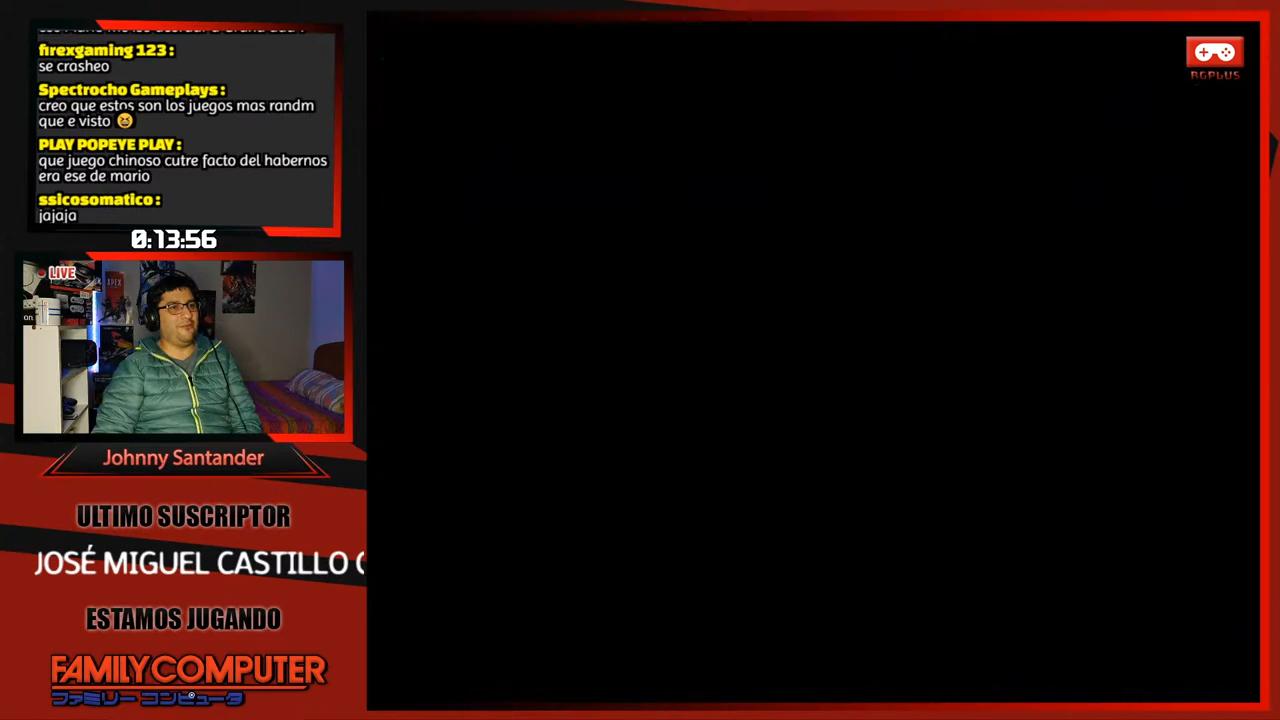 firexgaming 123 :
se crasheo
Spectrocho Gameplays :
creo que estos son los juegos mas randm
que e visto
PLAY POPEYE PLAY :
que juego chinoso cutre facto del habernos
era ese de mario
ssicosomatico :
jajaja
0:13:56
LIVE
APEX
on
Johnny Santander
ULTIMO SUSCRIPTOR
JOSÉ MIGUEL CASTILLO
ESTAMOS JUGANDO
FAMILY COMPUTER
ファミリー コンピュータ
RGPLUS